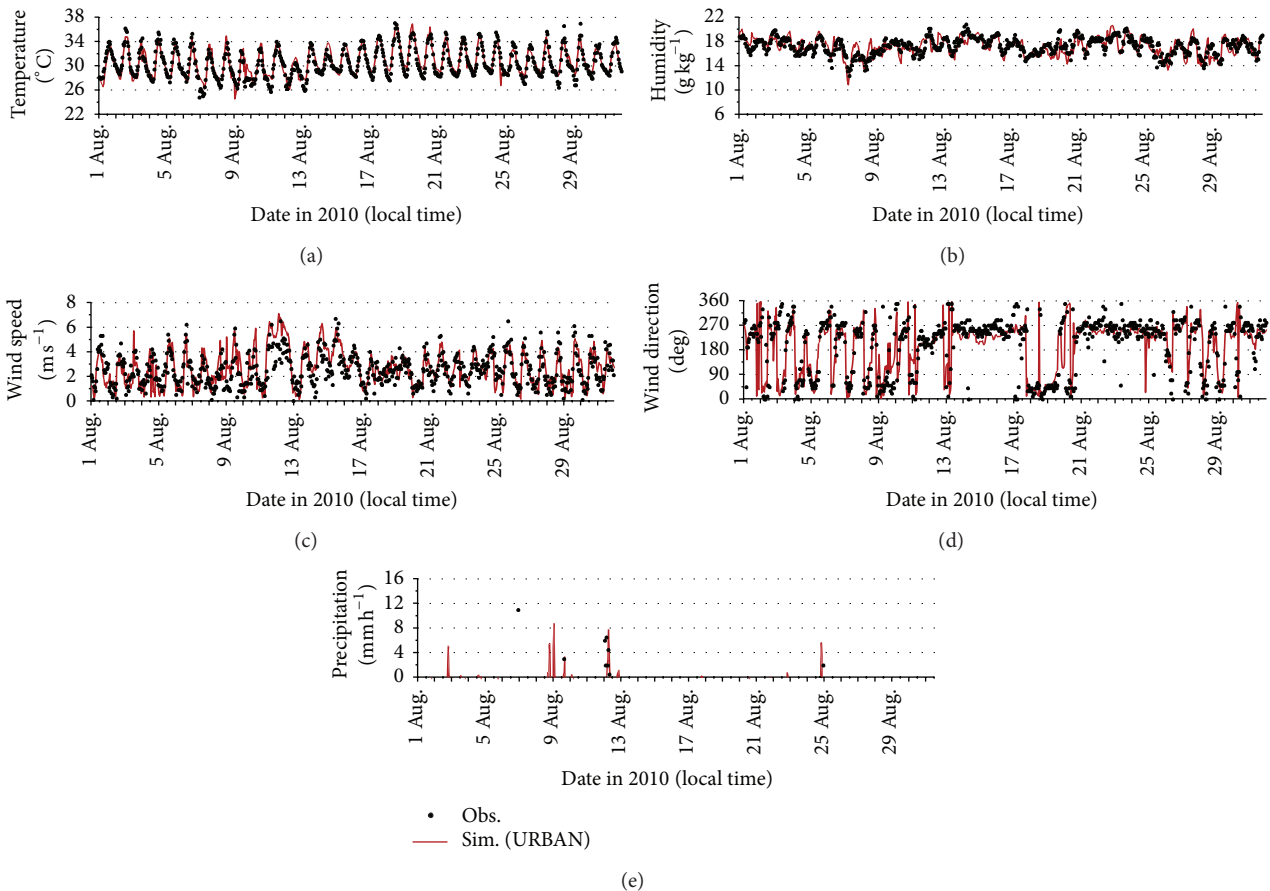 38
34
30
26
22
Temperature
(°C)
1 Aug.
5 Aug.
9 Aug.
13 Aug.
17 Aug.
21 Aug.
25 Aug.
29 Aug.
Date in 2010 (local time)
(a)
22
18
14
10
6
Humidity
(g kg−1)
1 Aug.
5 Aug.
9 Aug.
13 Aug.
17 Aug.
21 Aug.
25 Aug.
29 Aug.
Date in 2010 (local time)
(b)
8
6
4
2
0
Wind speed
(m s−1)
1 Aug.
5 Aug.
9 Aug.
13 Aug.
17 Aug.
21 Aug.
25 Aug.
29 Aug.
Date in 2010 (local time)
(c)
360
270
180
90
0
Wind direction
(deg)
1 Aug.
5 Aug.
9 Aug.
13 Aug.
17 Aug.
21 Aug.
25 Aug.
29 Aug.
Date in 2010 (local time)
(d)
16
12
8
4
0
Precipitation
(mm h−1)
1 Aug.
5 Aug.
9 Aug.
13 Aug.
17 Aug.
21 Aug.
25 Aug.
29 Aug.
Date in 2010 (local time)
Obs.
Sim. (URBAN)
(e)